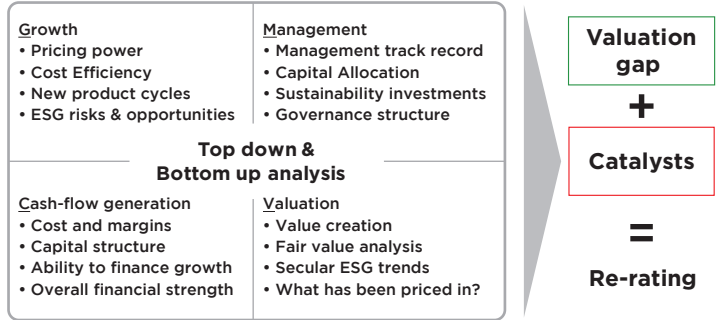 Growth
• Pricing power
• Cost Efficiency
• New product cycles
• ESG risks & opportunities
Management
• Management track record
• Capital Allocation
• Sustainability investments
• Governance structure
Top down &
Bottom up analysis
Cash-flow generation
• Cost and margins
• Capital structure
• Ability to finance growth
• Overall financial strength
Valuation
• Value creation
• Fair value analysis
• Secular ESG trends
• What has been priced in?
Valuation
gap
+
Catalysts
=
Re-rating